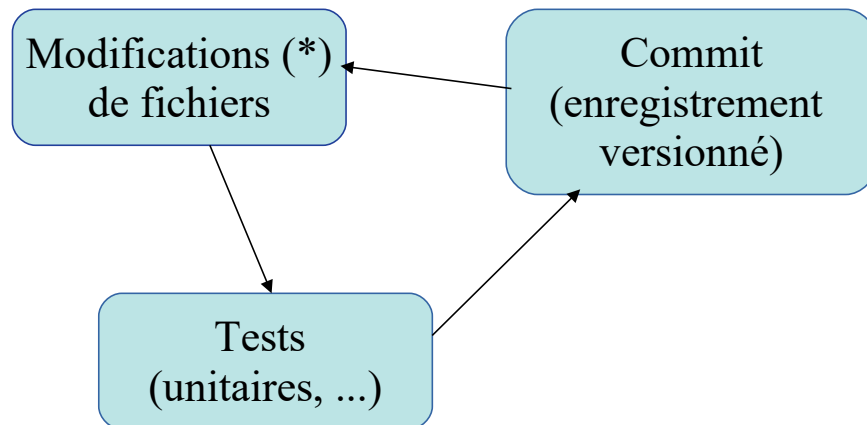 Modifications (*)
de fichiers
Commit
(enregistrement
versionné)
Tests
(unitaires, ...)